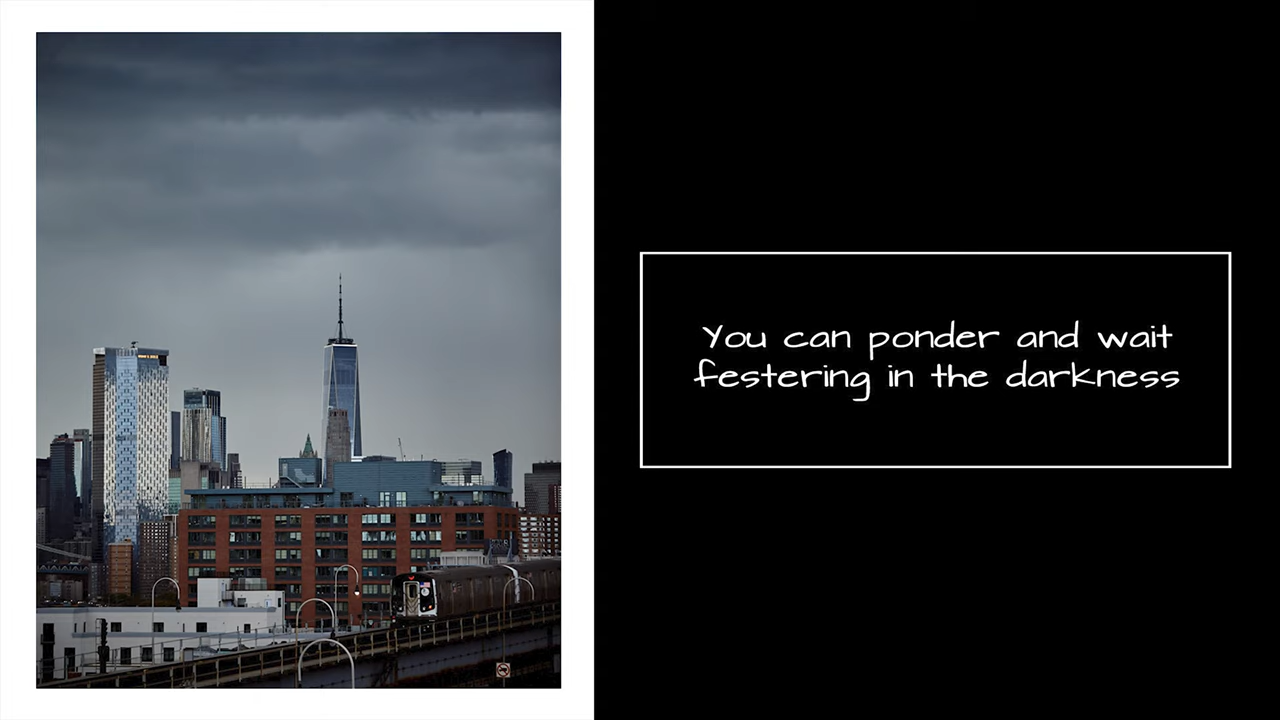 You can ponder and wait
festering in the darkness